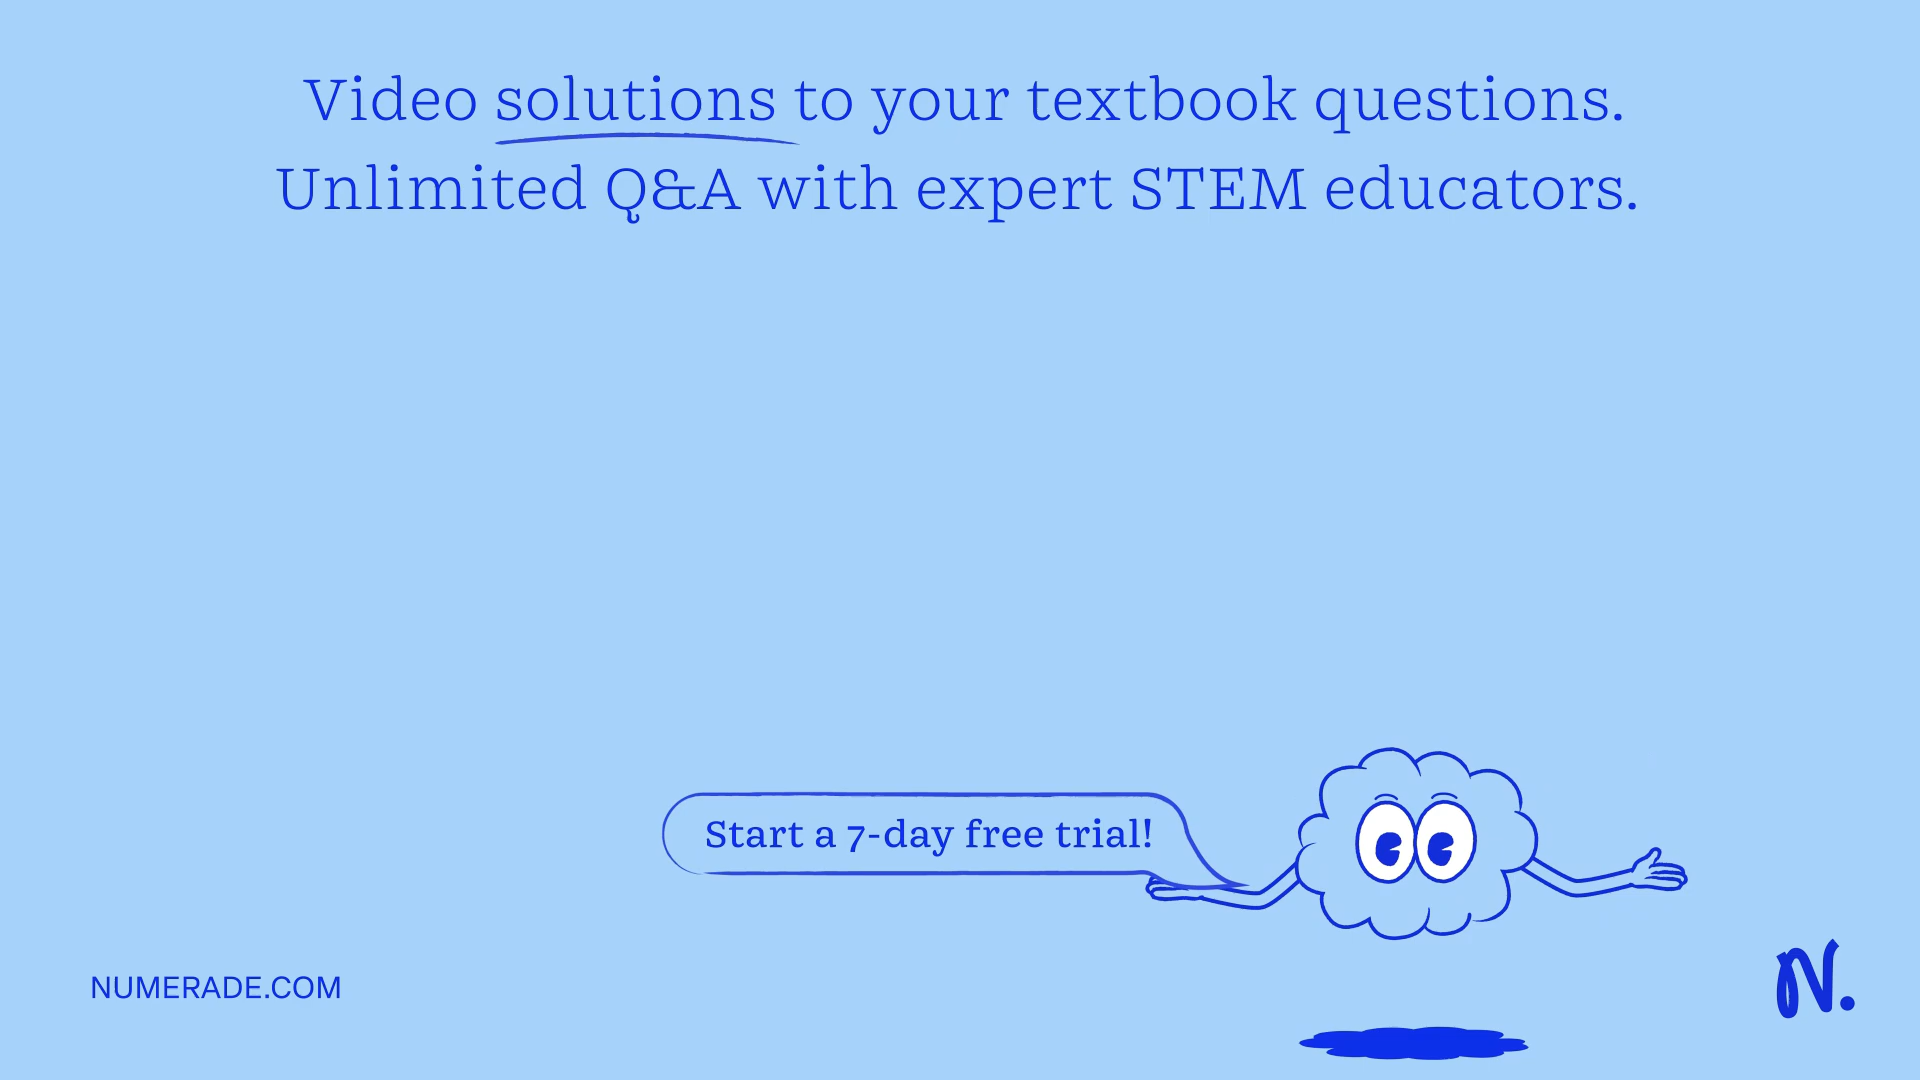 Video solutions to your textbook questions.
Unlimited Q&A with expert STEM educators.
Start a 7-day free trial!
NUMERADE.COM
N.